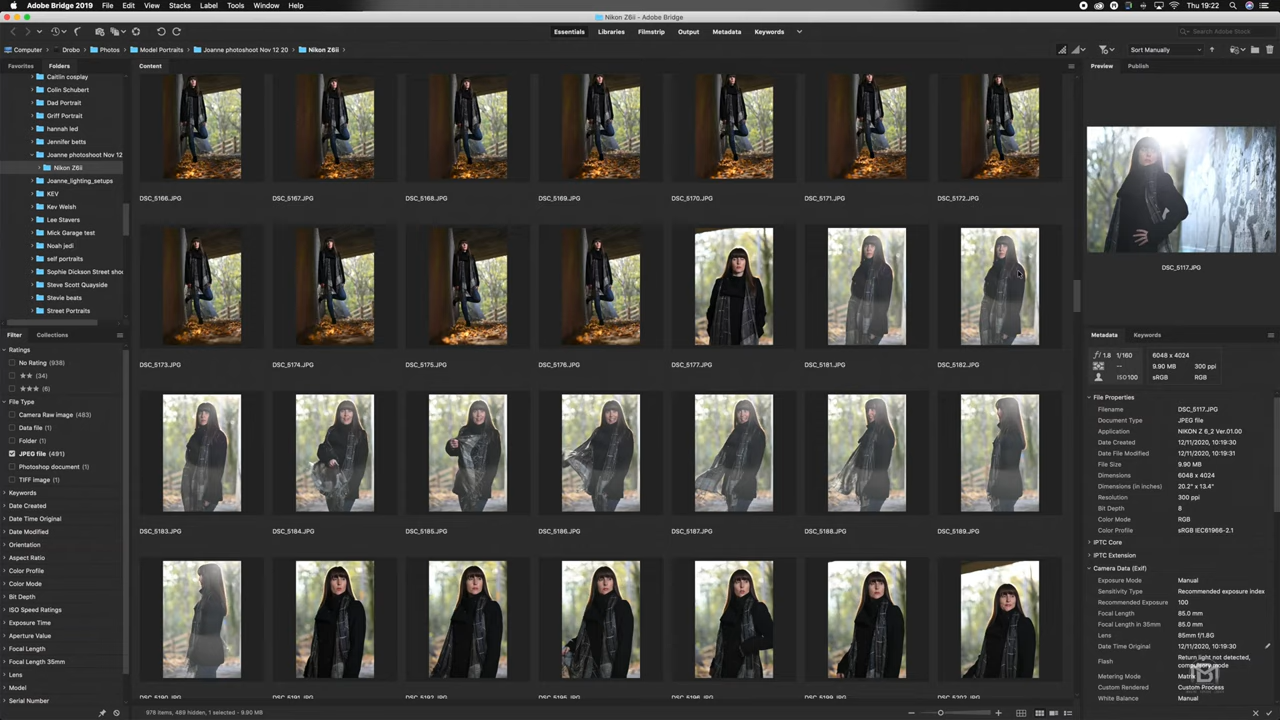 Adobe Bridge 2019 File Edit View Stacks Label Tools Window Help
Thu 19:22
Nikon Z6ii - Adobe Bridge
Essentials Libraries Filmstrip Output Metadata Keywords
Search Adobe Stock
Computer Drobo Photos Model Portraits Joanne photoshoot Nov 12 20 Nikon Z6ii
Sort Manually
Favorites Folders
Caitlin cosplay
Colin Schubert
Dad Portrait
Griff Portrait
hannah led
Jennifer betts
Joanne photoshoot Nov 12
Nikon Z6ii
Joanne_lighting_setups
KEV
Kev Welsh
Lee Stavers
Mick Garage test
Noah jedi
self portraits
Sophie Dickson Street sho
Steve Scott Quayside
Stevie beats
Street Portraits
Filter Collections
Ratings
No Rating (938)
★★ (34)
★★★ (6)
File Type
Camera Raw image (483)
Data file (1)
Folder (1)
JPEG file (491)
Photoshop document (1)
TIFF image (1)
Keywords
Date Created
Date Time Original
Date Modified
Orientation
Aspect Ratio
Color Profile
Color Mode
Bit Depth
ISO Speed Ratings
Exposure Time
Aperture Value
Focal Length
Focal Length 35mm
Lens
Model
Serial Number
Content
DSC_5166.JPG DSC_5167.JPG DSC_5168.JPG DSC_5169.JPG DSC_5170.JPG DSC_5171.JPG DSC_5172.JPG
DSC_5173.JPG DSC_5174.JPG DSC_5175.JPG DSC_5176.JPG DSC_5177.JPG DSC_5181.JPG DSC_5182.JPG
DSC_5183.JPG DSC_5184.JPG DSC_5185.JPG DSC_5186.JPG DSC_5187.JPG DSC_5188.JPG DSC_5189.JPG
978 items, 489 hidden, 1 selected - 9.90 MB
Preview Publish
DSC_5117.JPG
Metadata Keywords
f/ 1.8 1/160
6048 x 4024
--
9.90 MB 300 ppi
ISO100
sRGB RGB
File Properties
Filename DSC_5117.JPG
Document Type JPEG file
Application NIKON Z 6_2 Ver.01.00
Date Created 12/11/2020, 10:19:30
Date File Modified 12/11/2020, 10:19:31
File Size 9.90 MB
Dimensions 6048 x 4024
Dimensions (in inches) 20.2" x 13.4"
Resolution 300 ppi
Bit Depth 8
Color Mode RGB
Color Profile sRGB IEC61966-2.1
IPTC Core
IPTC Extension
Camera Data (Exif)
Exposure Mode Manual
Sensitivity Type Recommended exposure index
Recommended Exposure 100
Focal Length 85.0 mm
Focal Length in 35mm 85.0 mm
Lens 85mm f/1.8G
Date Time Original 12/11/2020, 10:19:30
Flash Return light not detected, compulsory mode
Metering Mode
Custom Rendered Custom Process
White Balance Manual